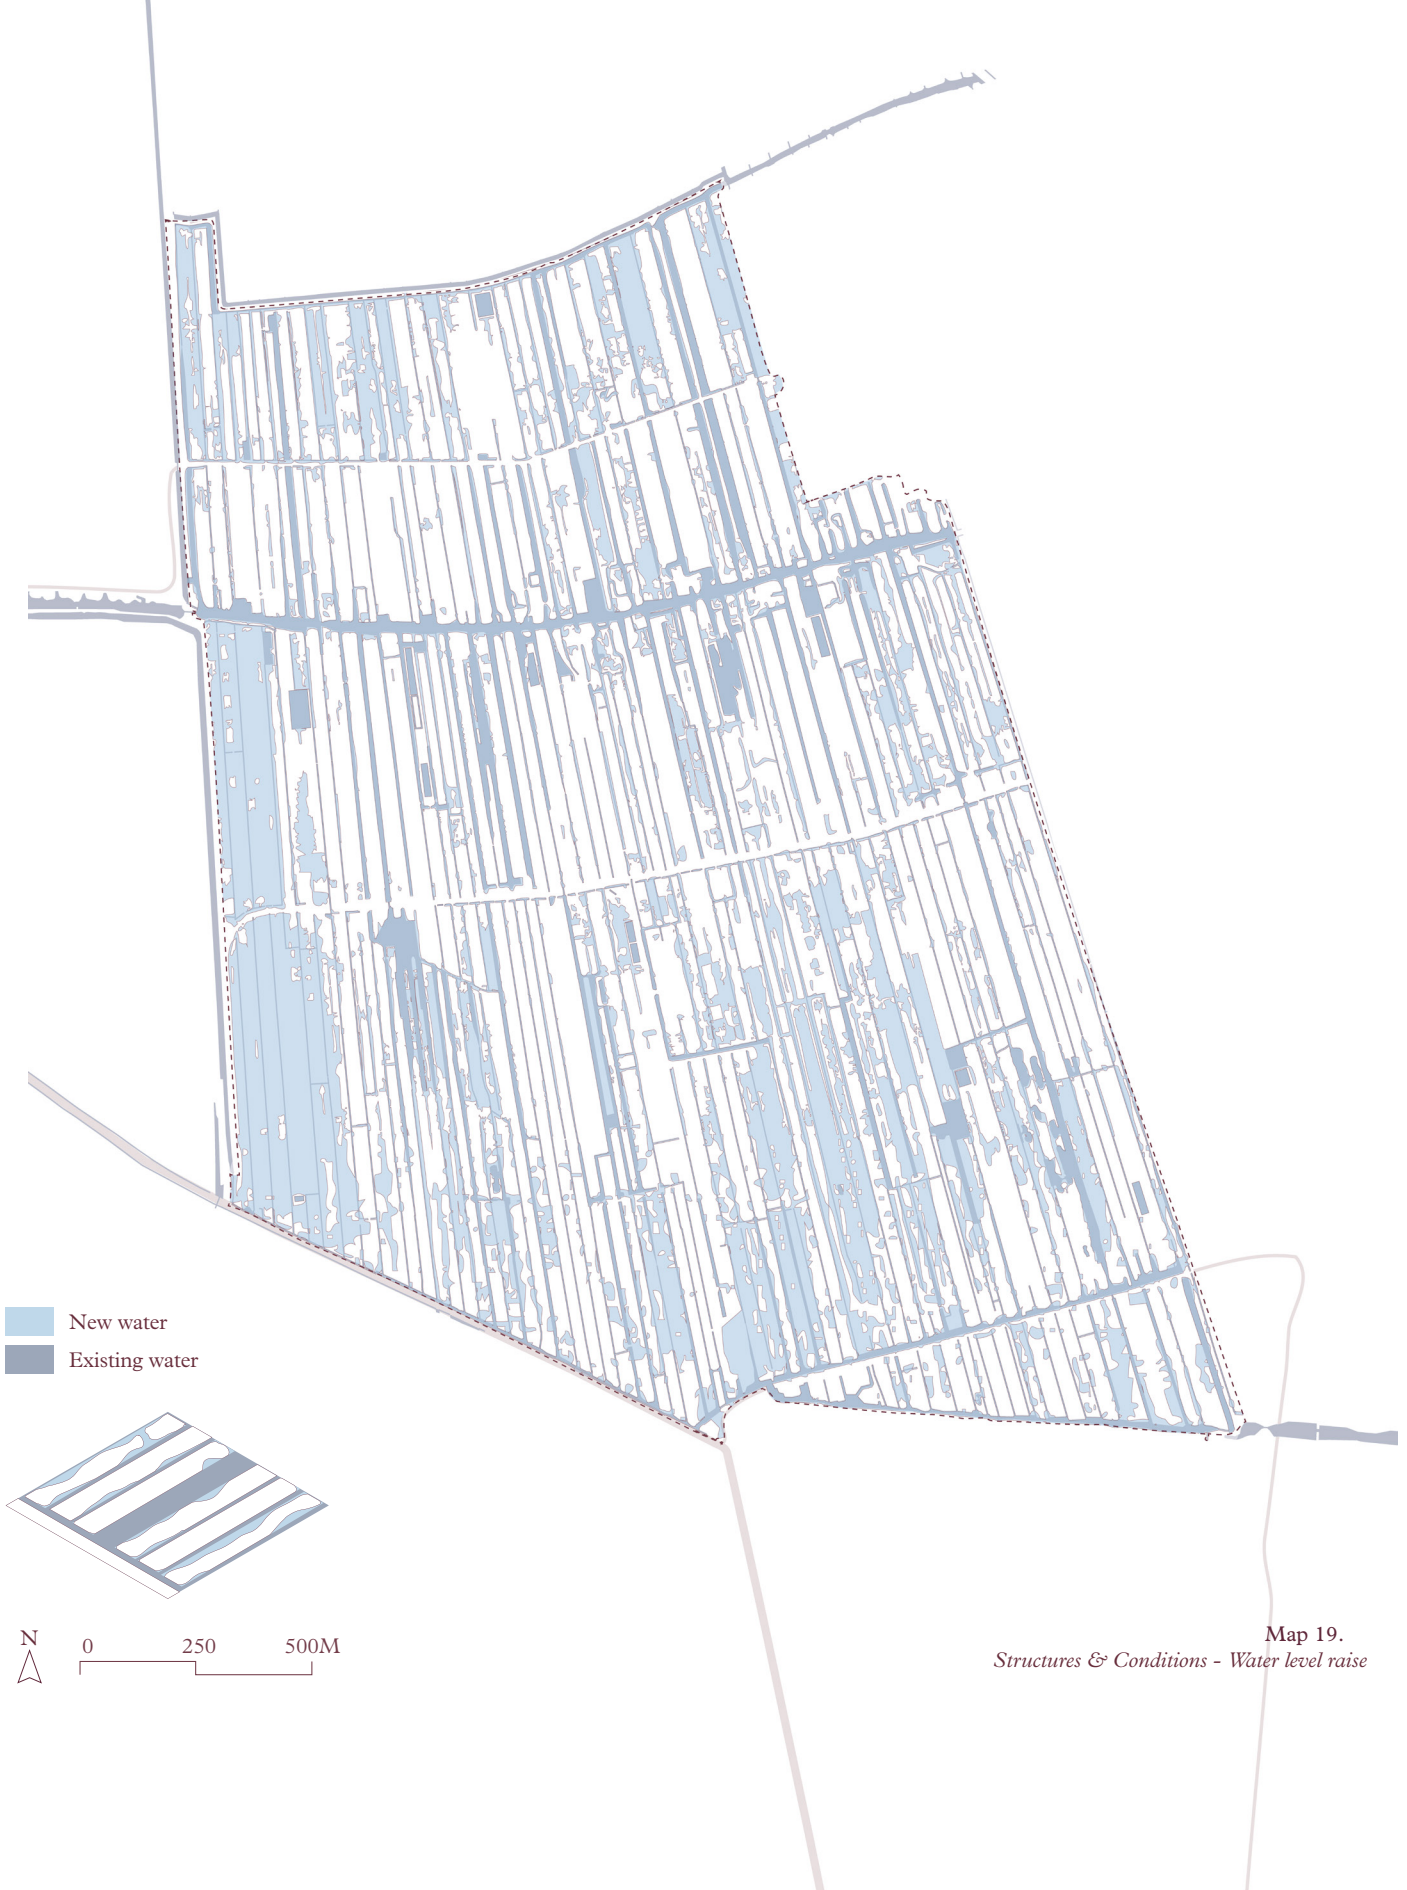 New water
Existing water
N
0 250 500M
Map 19.
Structures & Conditions - Water level raise